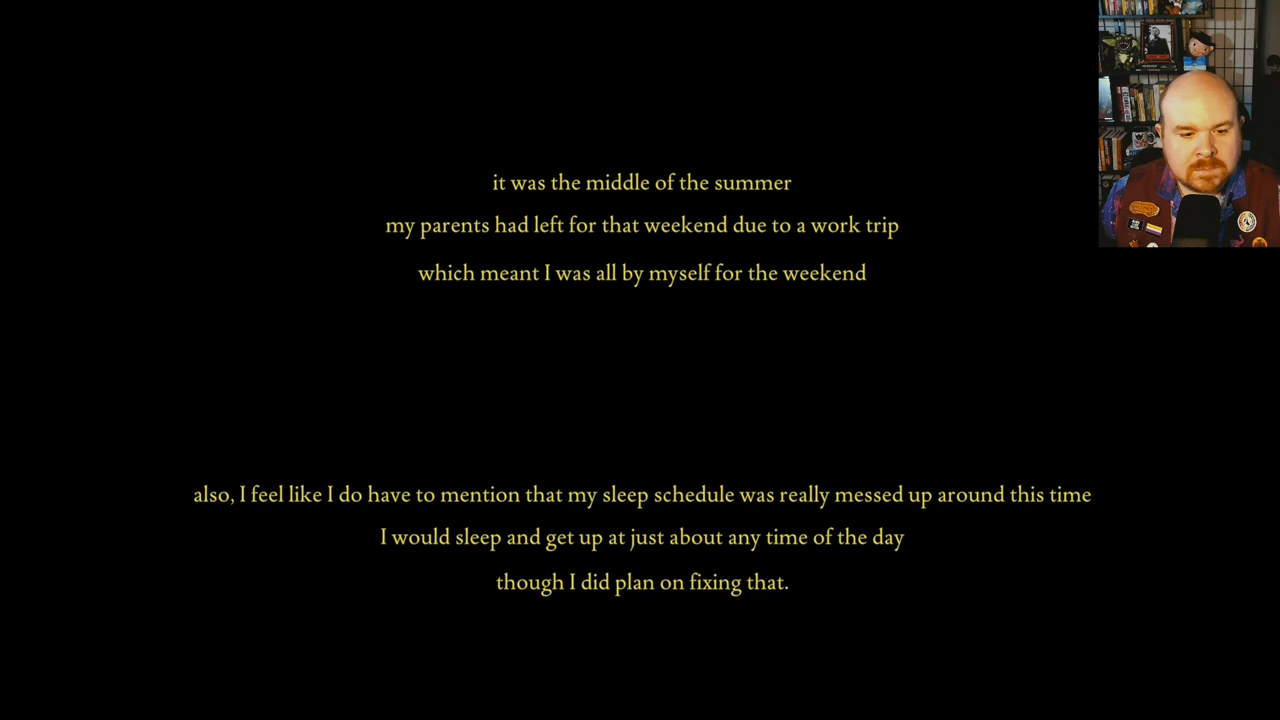 it was the middle of the summer
my parents had left for that weekend due to a work trip
which meant I was all by myself for the weekend
also, I feel like I do have to mention that my sleep schedule was really messed up around this time
I would sleep and get up at just about any time of the day
though I did plan on fixing that.